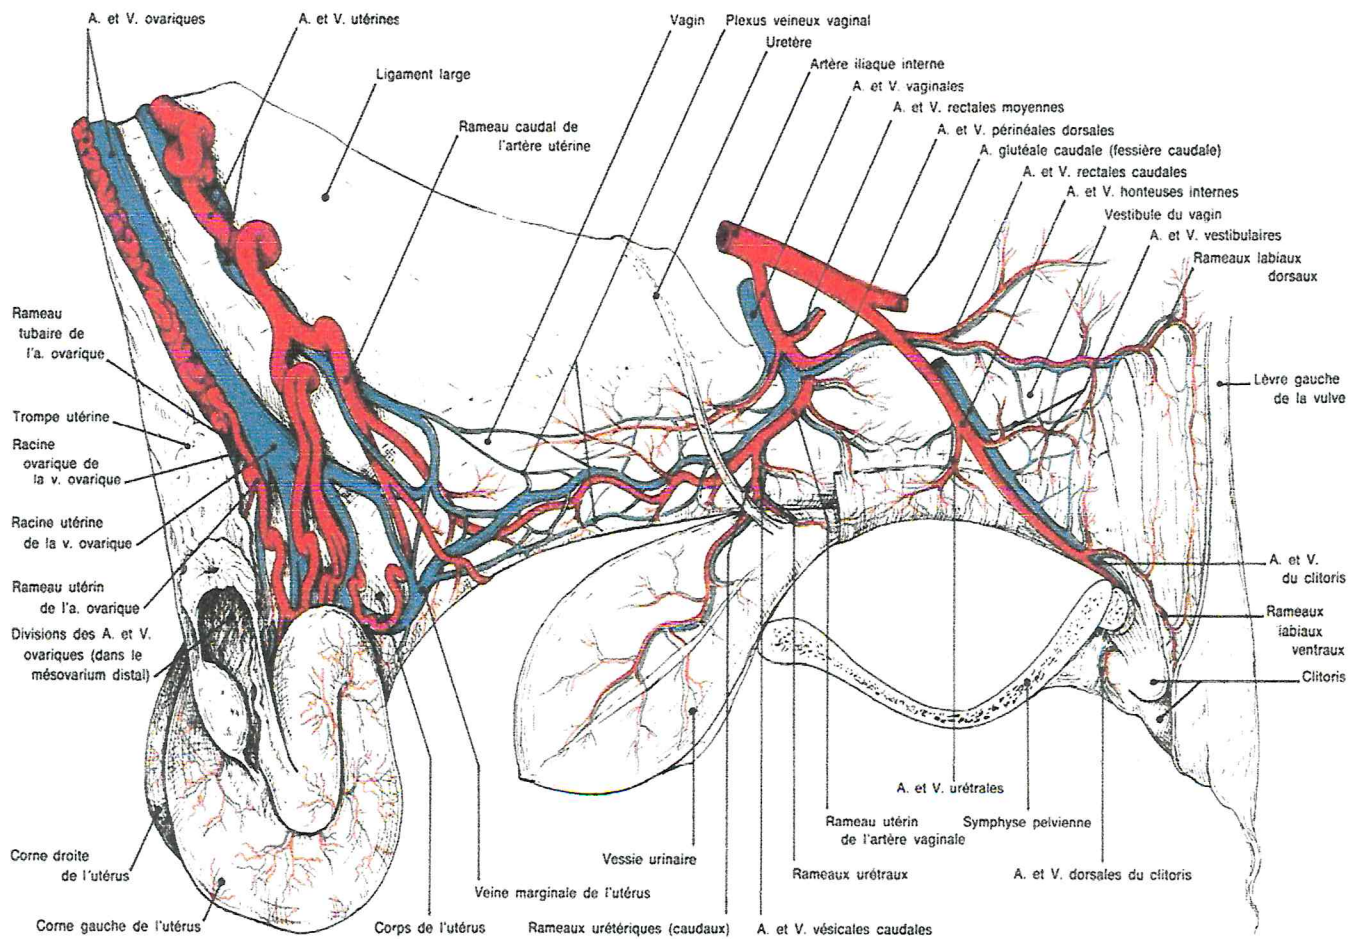 A. et V. ovariques
A. et V. utérines
Ligament large
Rameau caudal de
l'artère utérine
Vagin
Plexus veineux vaginal
Uretère
Artère iliaque interne
A. et V. vaginales
A. et V. rectales moyennes
A. et V. périnéales dorsales
A. glutéale caudale (fessière caudale)
A. et V. rectales caudales
A. et V. honteuses internes
Vestibule du vagin
A. et V. vestibulaires
Rameaux labiaux
dorsaux
Lèvre gauche
de la vulve
Rameau
tubaire de
l'a. ovarique
Trompe utérine
Racine
ovarique de
la v. ovarique
Racine utérine
de la v. ovarique
Rameau utérin
de l'a. ovarique
Divisions des A. et V.
ovariques (dans le
mésovarium distal)
Corne droite
de l'utérus
Corne gauche de l'utérus
Corps de l'utérus
Veine marginale de l'utérus
Vessie urinaire
Rameaux urétériques (caudaux)
A. et V. vésicales caudales
Rameaux urétraux
Rameau utérin
de l'artère vaginale
A. et V. urétrales
Symphyse pelvienne
A. et V. dorsales du clitoris
A. et V.
du clitoris
Rameaux
labiaux
ventraux
Clitoris